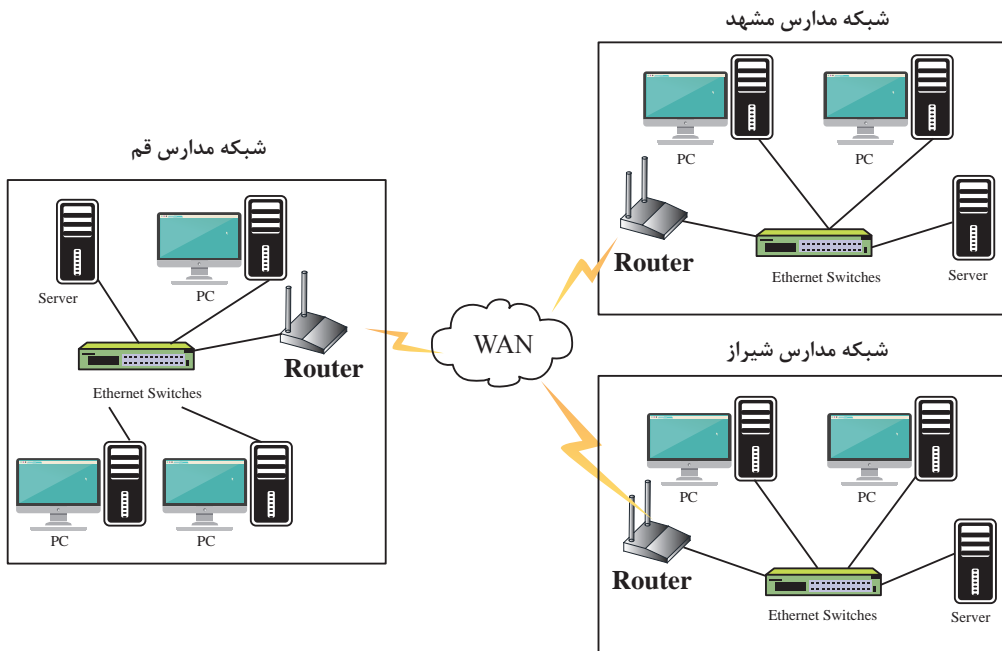 شبکه مدارس مشهد
PC
PC
Router
Ethernet Switches
Server
شبکه مدارس قم
Server
PC
Router
Ethernet Switches
PC
PC
WAN
شبکه مدارس شیراز
PC
PC
Router
Ethernet Switches
Server